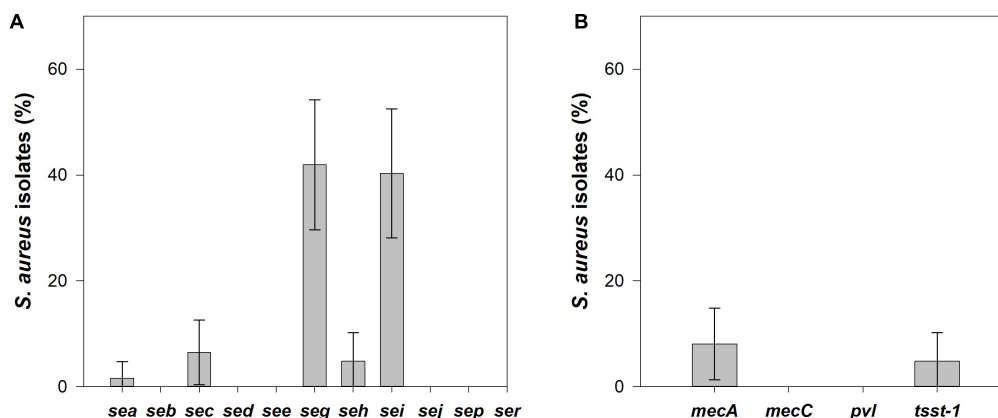 A
S. aureus isolates (%)
60
40
20
0
sea seb sec sed see seg seh sei sej sep ser
B
S. aureus isolates (%)
60
40
20
0
mecA mecC pvl tsst-1